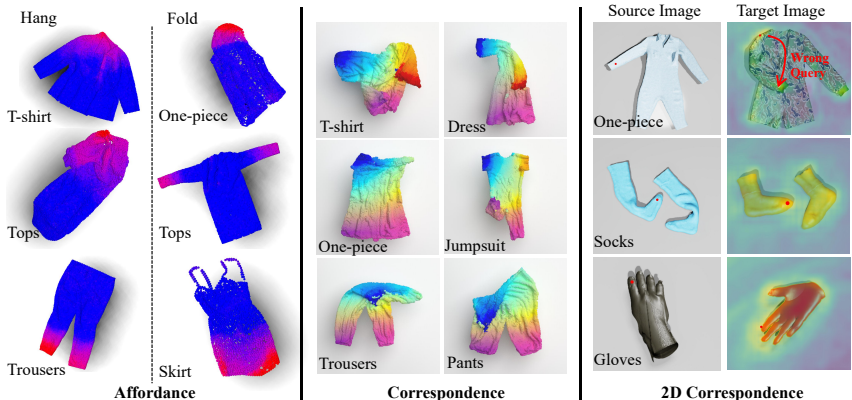 Hang
Fold
T-shirt
One-piece
Tops
Tops
Trousers
Skirt
Affordance
T-shirt
Dress
One-piece
Jumpsuit
Trousers
Pants
Correspondence
Source Image
Target Image
One-piece
Wrong
Query
Socks
Gloves
2D Correspondence